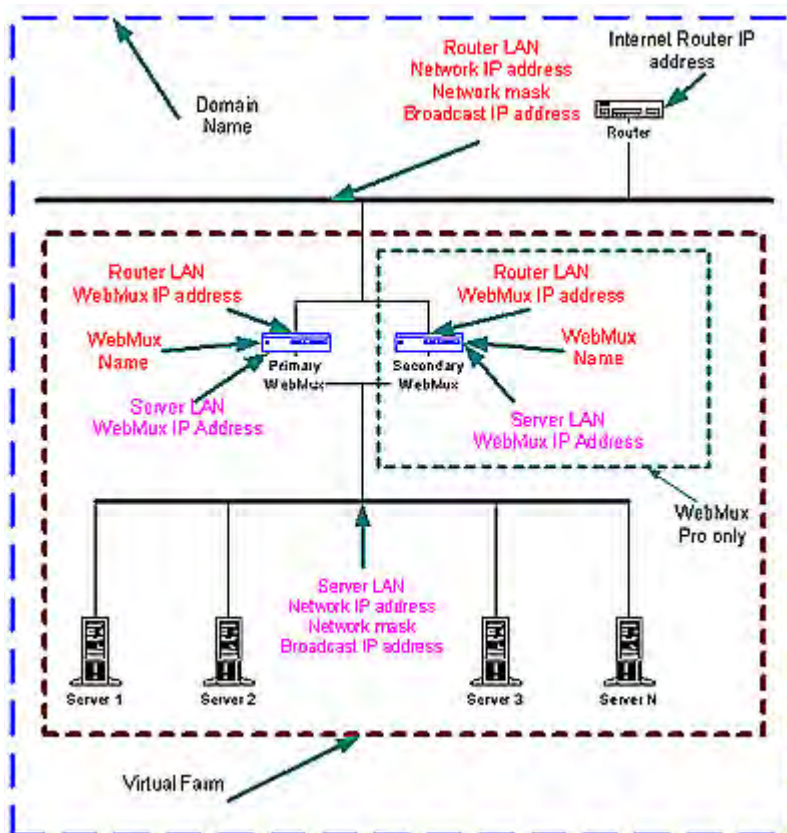 Internet Router IP
address
Router LAN
Network IP address
Network mask
Broadcast IP address
Domain
Name
Router
Router LAN
WebMux IP address
Router LAN
WebMux IP address
WebMux
Name
WebMux
Name
Primary
WebMux
Secondary
WebMux
Server LAN
WebMux IP Address
Server LAN
WebMux IP Address
WebMux
Pro only
Server LAN
Network IP address
Network mask
Broadcast IP address
Server 1
Server 2
Server 3
Server N
Virtual Farm